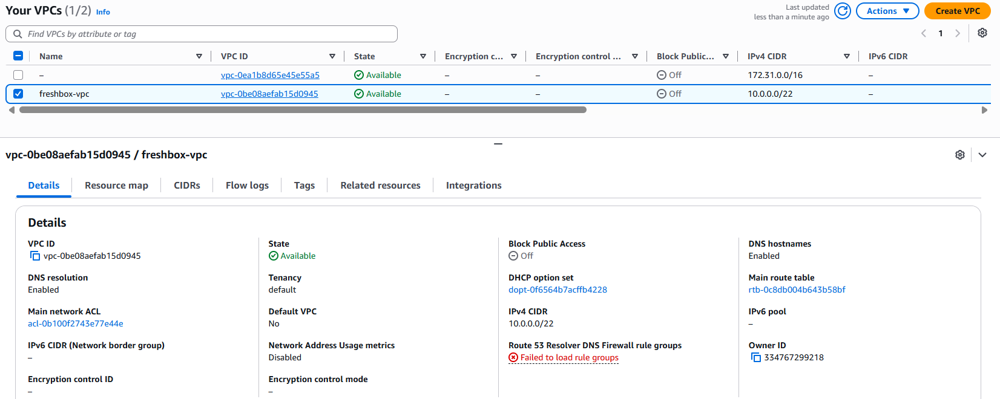 Your VPCs (1/2) Info
Last updated
less than a minute ago
Actions
Create VPC
Find VPCs by attribute or tag
1
Name VPC ID State Encryption c... Encryption control ... Block Public... IPv4 CIDR IPv6 CIDR
– vpc-0ea1b8d65e45e55a5 Available – – Off 172.31.0.0/16 –
freshbox-vpc vpc-0be08aefab15d0945 Available – – Off 10.0.0.0/22 –
vpc-0be08aefab15d0945 / freshbox-vpc
Details Resource map CIDRs Flow logs Tags Related resources Integrations
Details
VPC ID State Block Public Access DNS hostnames
vpc-0be08aefab15d0945 Available Off Enabled
DNS resolution Tenancy DHCP option set Main route table
Enabled default dopt-0f6564b7acffb4228 rtb-0c8db004b643b58bf
Main network ACL Default VPC IPv4 CIDR IPv6 pool
acl-0b100f2743e77e44e No 10.0.0.0/22 –
IPv6 CIDR (Network border group) Network Address Usage metrics Route 53 Resolver DNS Firewall rule groups Owner ID
– Disabled Failed to load rule groups 334767299218
Encryption control ID Encryption control mode
– –